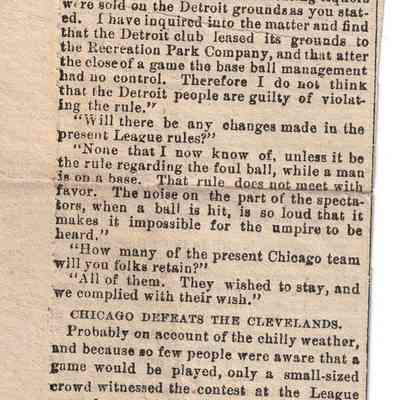 were sold on the Detroit grounds as you stat-
ed. I have inquired into the matter and find
that the Detroit club leased its grounds to
the Recreation Park Company, and that after
the close of a game the base ball management
had no control. Therefore I do not think
that the Detroit people are guilty of violat-
ing the rule."
"Will there be any changes made in the
present League rules?"
"None that I now know of, unless it be
the rule regarding the foul ball, while a man
is on a base. That rule does not meet with
favor. The noise on the part of the specta-
tors, when a ball is hit, is so loud that it
makes it impossible for the umpire to be
heard."
"How many of the present Chicago team
will you folks retain?"
"All of them. They wished to stay, and
we complied with their wish."
CHICAGO DEFEATS THE CLEVELANDS.
Probably on account of the chilly weather,
and because so few people were aware that a
game would be played, only a small-sized
crowd witnessed the contest at the League